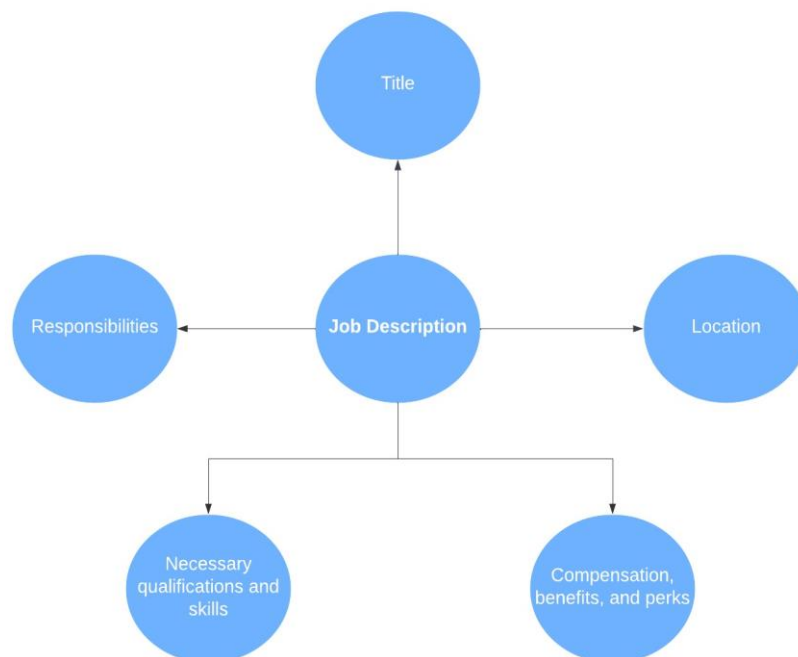 Title
Responsibilities
Job Description
Location
Necessary
qualifications and
skills
Compensation,
benefits, and perks